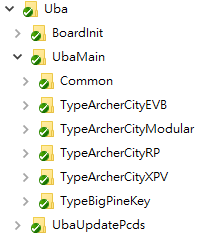 Uba
BoardInit
UbaMain
Common
TypeArcherCityEVB
TypeArcherCityModular
TypeArcherCityRP
TypeArcherCityXPV
TypeBigPineKey
UbaUpdatePcds